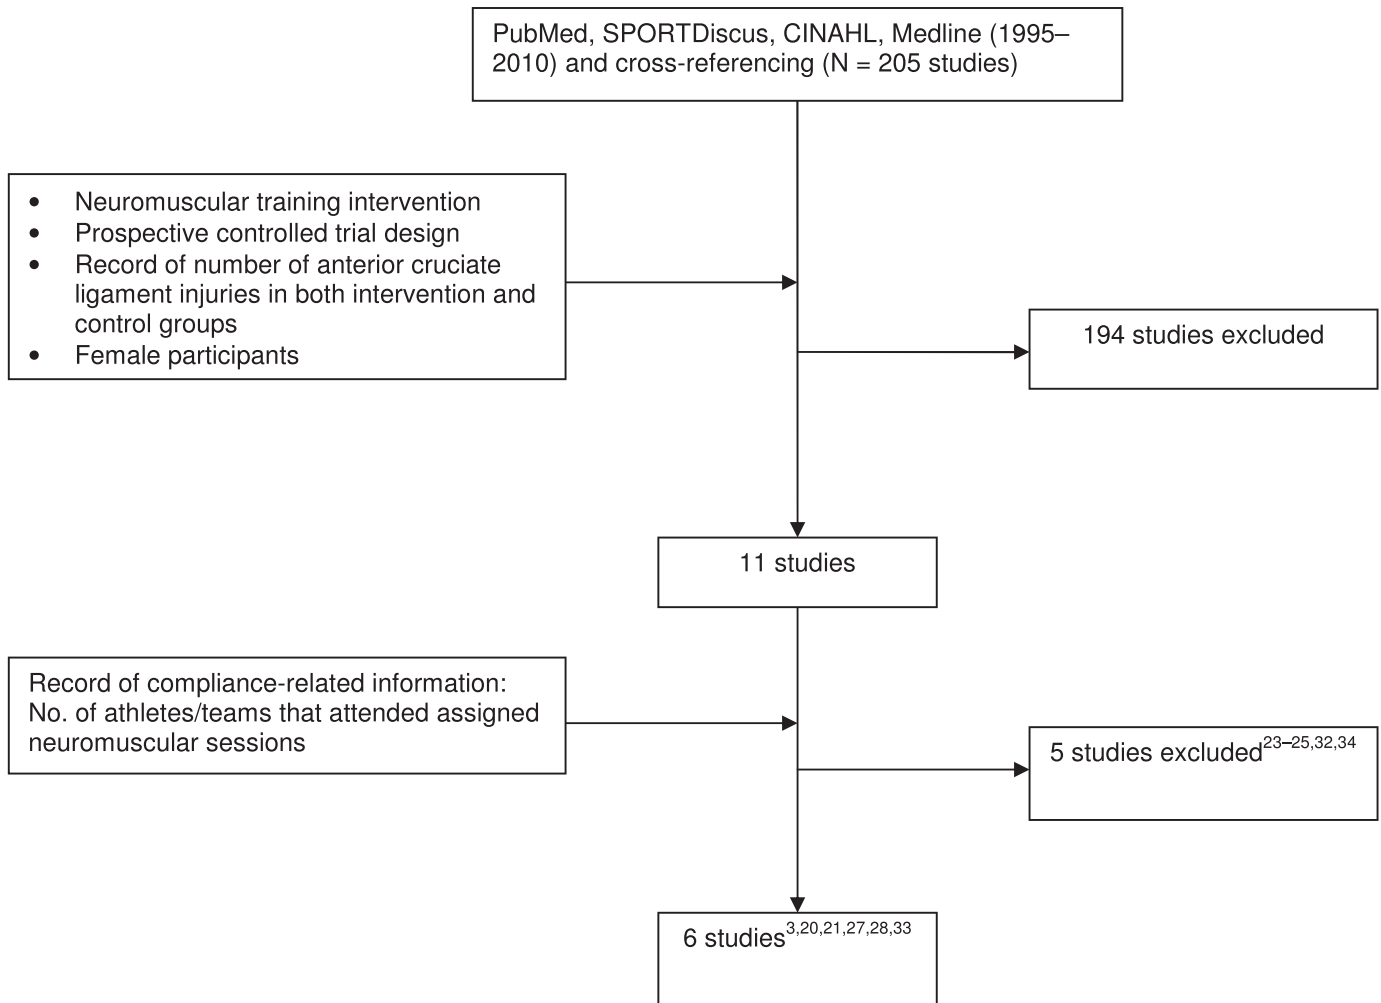 PubMed, SPORTDiscus, CINAHL, Medline (1995–
2010) and cross-referencing (N = 205 studies)
• Neuromuscular training intervention
• Prospective controlled trial design
• Record of number of anterior cruciate
ligament injuries in both intervention and
control groups
• Female participants
194 studies excluded
11 studies
Record of compliance-related information:
No. of athletes/teams that attended assigned
neuromuscular sessions
5 studies excluded23–25,32,34
6 studies3,20,21,27,28,33